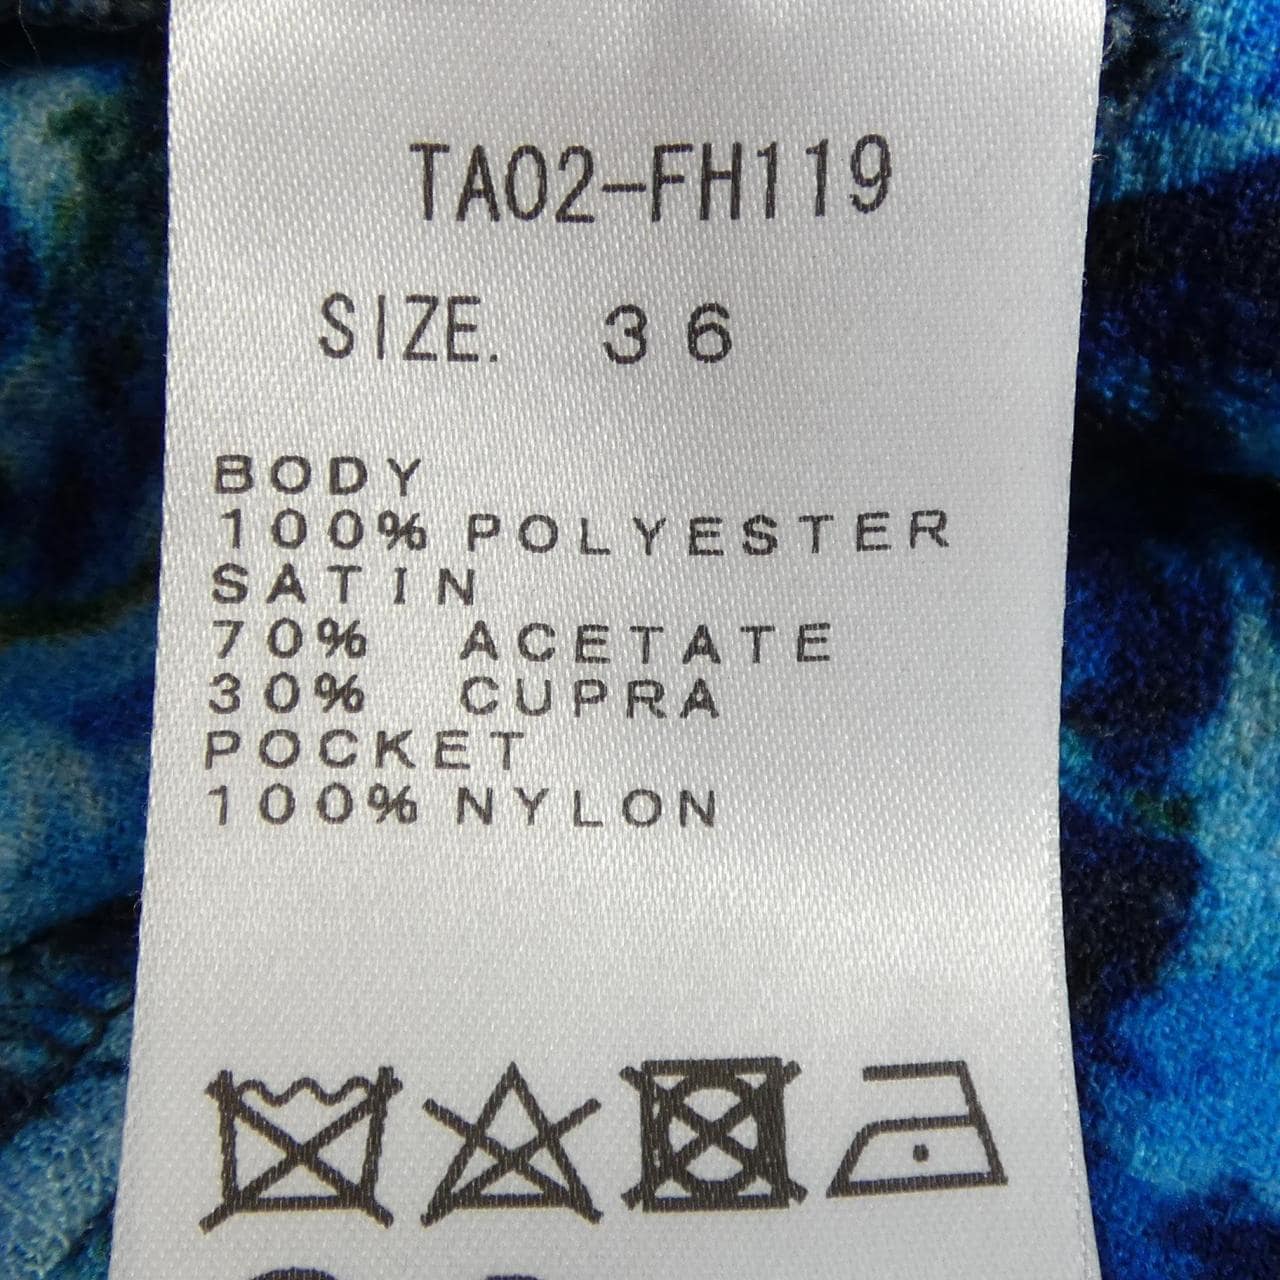 TA02-FH119
SIZE. 36
BODY
100% POLYESTER
SATIN
70% ACETATE
30% CUPRA
POCKET
100% NYLON